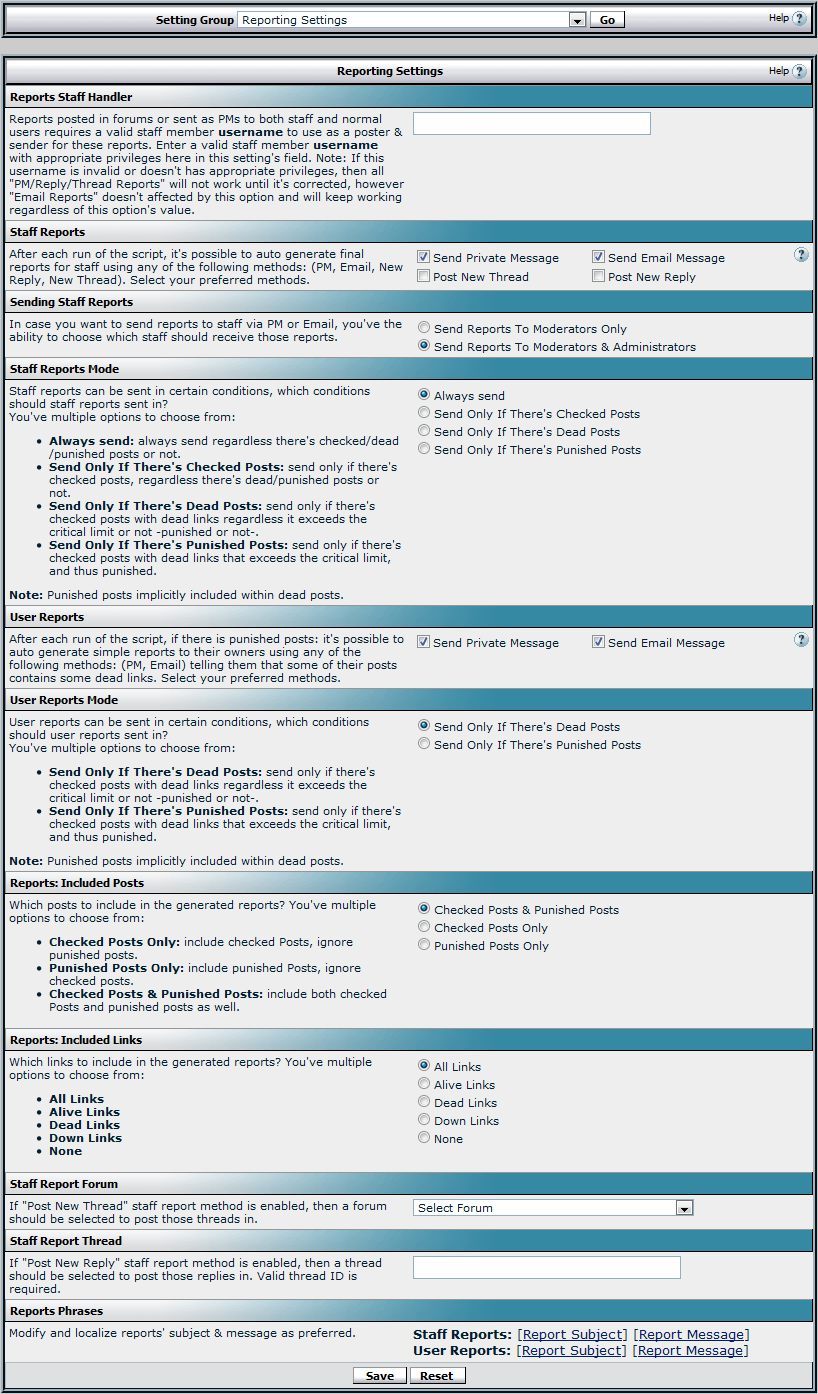 Setting Group Reporting Settings Go Help ?
Reporting Settings Help ?
Reports Staff Handler
Reports posted in forums or sent as PMs to both staff and normal
users requires a valid staff member username to use as a poster &
sender for these reports. Enter a valid staff member username
with appropriate privileges here in this setting's field. Note: If this
username is invalid or doesn't has appropriate privileges, then all
"PM/Reply/Thread Reports" will not work until it's corrected, however
"Email Reports" doesn't affected by this option and will keep working
regardless of this option's value.
Staff Reports
After each run of the script, it's possible to auto generate final
reports for staff using any of the following methods: (PM, Email, New
Reply, New Thread). Select your preferred methods.
Send Private Message Send Email Message ?
Post New Thread Post New Reply
Sending Staff Reports
In case you want to send reports to staff via PM or Email, you've the
ability to choose which staff should receive those reports.
Send Reports To Moderators Only
Send Reports To Moderators & Administrators
Staff Reports Mode
Staff reports can be sent in certain conditions, which conditions
should staff reports sent in?
You've multiple options to choose from:
• Always send: always send regardless there's checked/dead
/punished posts or not.
• Send Only If There's Checked Posts: send only if there's
checked posts, regardless there's dead/punished posts or
not.
• Send Only If There's Dead Posts: send only if there's
checked posts with dead links regardless it exceeds the
critical limit or not -punished or not-.
• Send Only If There's Punished Posts: send only if there's
checked posts with dead links that exceeds the critical limit,
and thus punished.
Note: Punished posts implicitly included within dead posts.
Always send
Send Only If There's Checked Posts
Send Only If There's Dead Posts
Send Only If There's Punished Posts
User Reports
After each run of the script, if there is punished posts: it's possible to
auto generate simple reports to their owners using any of the
following methods: (PM, Email) telling them that some of their posts
contains some dead links. Select your preferred methods.
Send Private Message Send Email Message ?
User Reports Mode
User reports can be sent in certain conditions, which conditions
should user reports sent in?
You've multiple options to choose from:
• Send Only If There's Dead Posts: send only if there's
checked posts with dead links regardless it exceeds the
critical limit or not -punished or not-.
• Send Only If There's Punished Posts: send only if there's
checked posts with dead links that exceeds the critical limit,
and thus punished.
Note: Punished posts implicitly included within dead posts.
Send Only If There's Dead Posts
Send Only If There's Punished Posts
Reports: Included Posts
Which posts to include in the generated reports? You've multiple
options to choose from:
• Checked Posts Only: include checked Posts, ignore
punished posts.
• Punished Posts Only: include punished Posts, ignore
checked posts.
• Checked Posts & Punished Posts: include both checked
Posts and punished posts as well.
Checked Posts & Punished Posts
Checked Posts Only
Punished Posts Only
Reports: Included Links
Which links to include in the generated reports? You've multiple
options to choose from:
• All Links
• Alive Links
• Dead Links
• Down Links
• None
All Links
Alive Links
Dead Links
Down Links
None
Staff Report Forum
If "Post New Thread" staff report method is enabled, then a forum
should be selected to post those threads in.
Select Forum
Staff Report Thread
If "Post New Reply" staff report method is enabled, then a thread
should be selected to post those replies in. Valid thread ID is
required.
Reports Phrases
Modify and localize reports' subject & message as preferred.
Staff Reports: [Report Subject] [Report Message]
User Reports: [Report Subject] [Report Message]
Save Reset